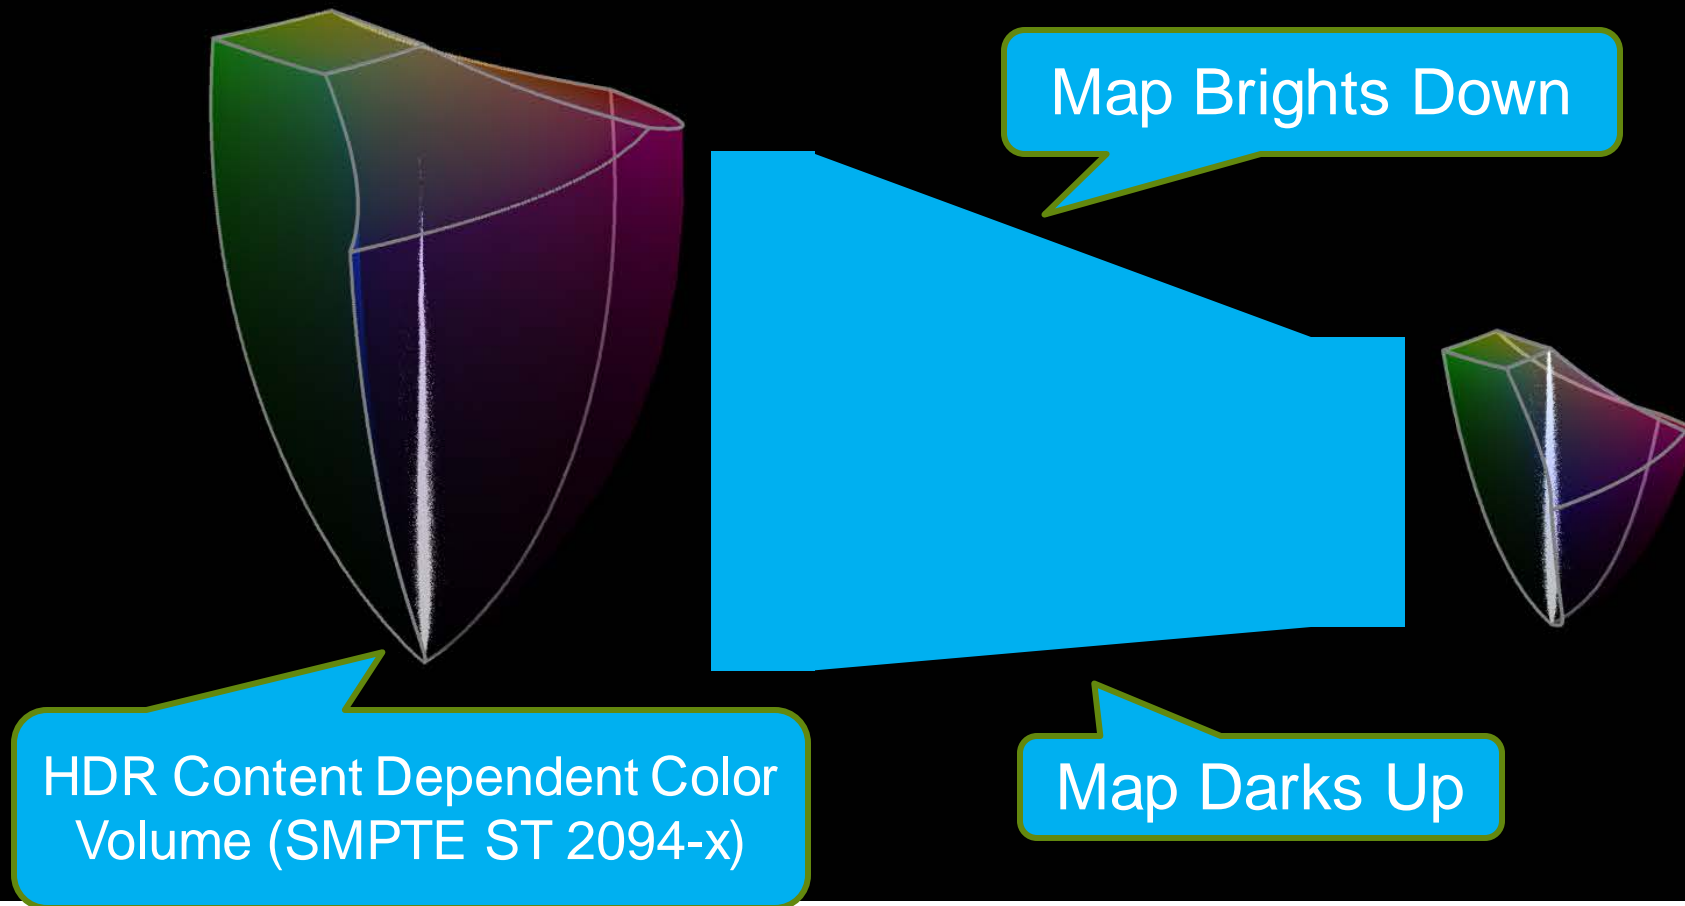 Map Brights Down
HDR Content Dependent Color
Volume (SMPTE ST 2094-x)
Map Darks Up